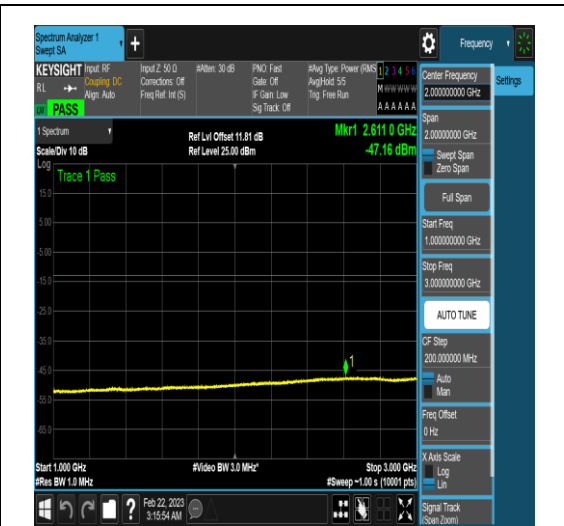 Spectrum Analyzer 1
Swept SA
+
Frequency
KEYSIGHT
RL
PASS
Input: RF
Coupling: DC
Align: Auto
Input Z: 50 Ω
Corrections: Off
Freq Ref: Int (S)
#Atten: 30 dB
PNO: Fast
Gate: Off
IF Gain: Low
Sig Track: Off
#Avg Type: Power (RMS
Avg|Hold: 5/5
Trig: Free Run
1 2 3 4 5 6
M W W W W W
A A A A A A
1 Spectrum
Scale/Div 10 dB
Ref Lvl Offset 11.81 dB
Ref Level 25.00 dBm
Mkr1 2.611 0 GHz
-47.16 dBm
Log
Trace 1 Pass
15.0
5.00
-5.00
-15.0
-25.0
-35.0
-45.0
-55.0
-65.0
1
Start 1.000 GHz
#Res BW 1.0 MHz
#Video BW 3.0 MHz*
Stop 3.000 GHz
#Sweep ~1.00 s (10001 pts)
Feb 22, 2023
3:15:54 AM
?
Center Frequency
2.000000000 GHz
Settings
Span
2.00000000 GHz
Swept Span
Zero Span
Full Span
Start Freq
1.000000000 GHz
Stop Freq
3.000000000 GHz
AUTO TUNE
CF Step
200.000000 MHz
Auto
Man
Freq Offset
0 Hz
X Axis Scale
Log
Lin
Signal Track
(Span Zoom)